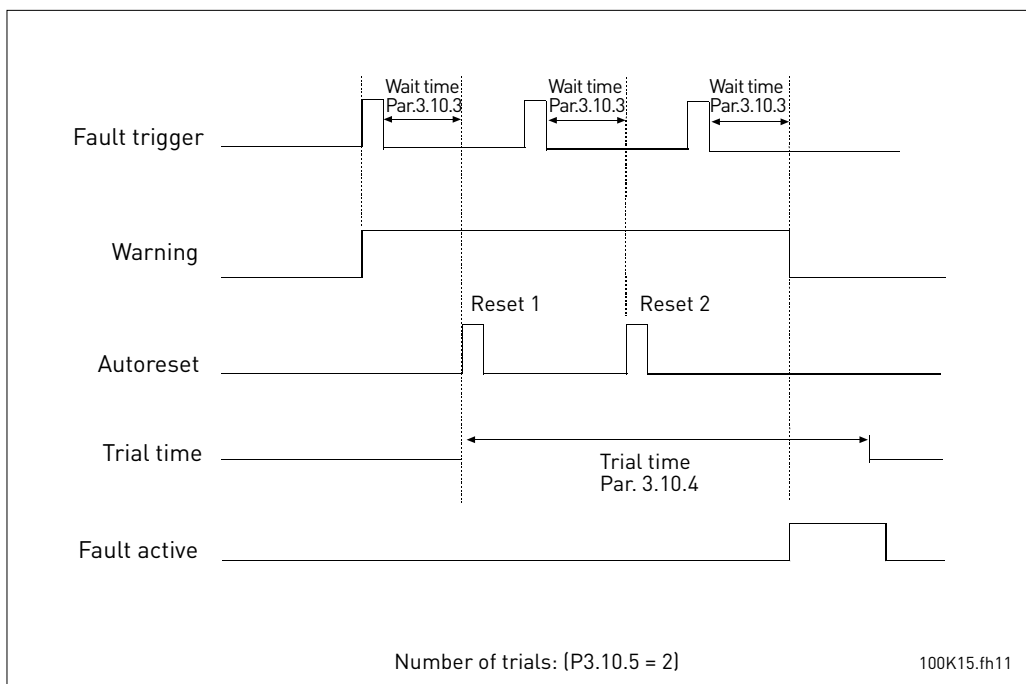 Wait time
Par.3.10.3
Wait time
Par.3.10.3
Wait time
Par.3.10.3
Fault trigger
Warning
Reset 1
Reset 2
Autoreset
Trial time
Trial time
Par. 3.10.4
Fault active
Number of trials: (P3.10.5 = 2)
100K15.fh11